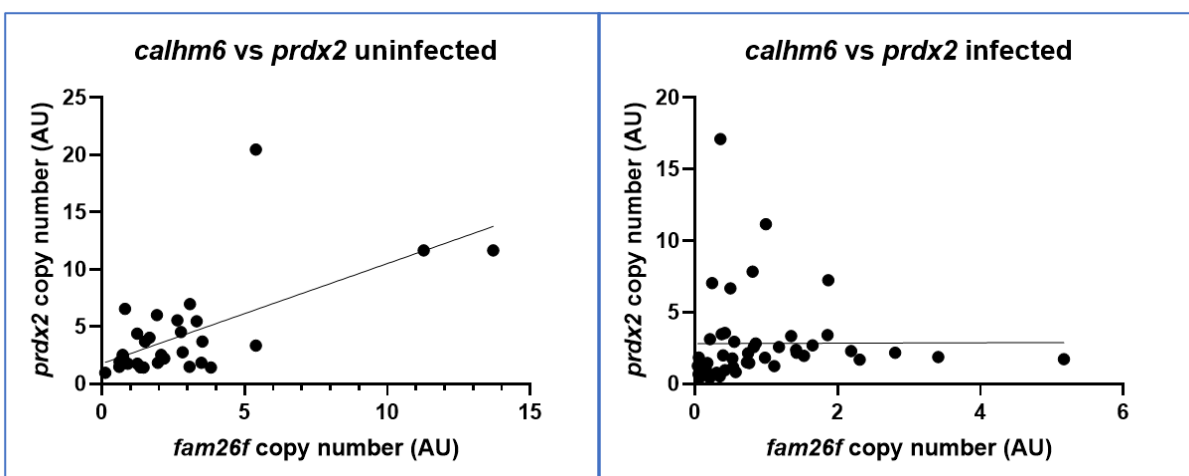 calhm6 vs prdx2 uninfected
25
20
15
10
5
0
prdx2 copy number (AU)
0 5 10 15
fam26f copy number (AU)
calhm6 vs prdx2 infected
20
15
10
5
0
prdx2 copy number (AU)
0 2 4 6
fam26f copy number (AU)